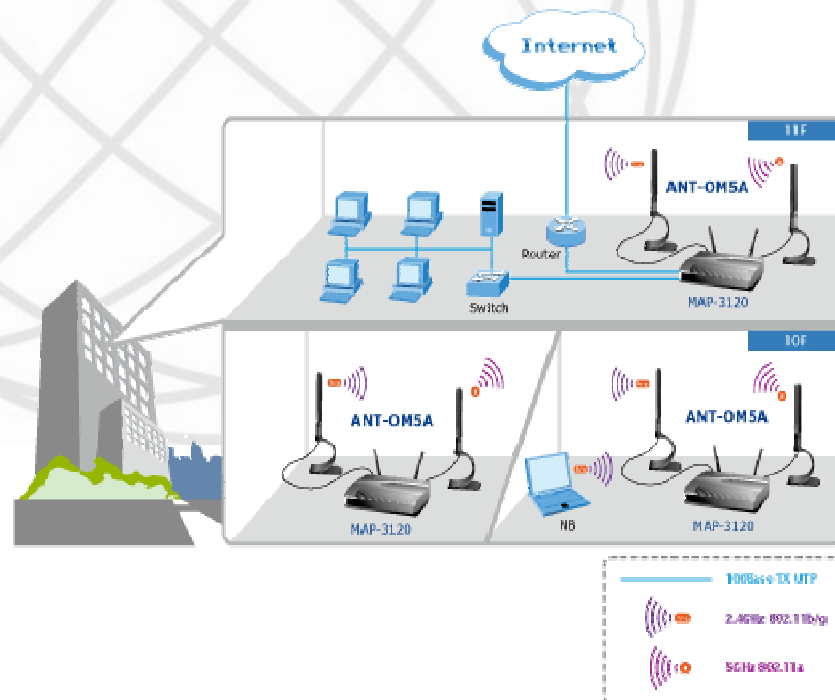 Internet
11F
ANT-OM5A
Router
Switch
MAP-3120
10F
ANT-OM5A
ANT-OM5A
NB
MAP-3120
MAP-3120
100Base-TX UTP
2.4GHz 802.11b/g
5GHz 802.11a